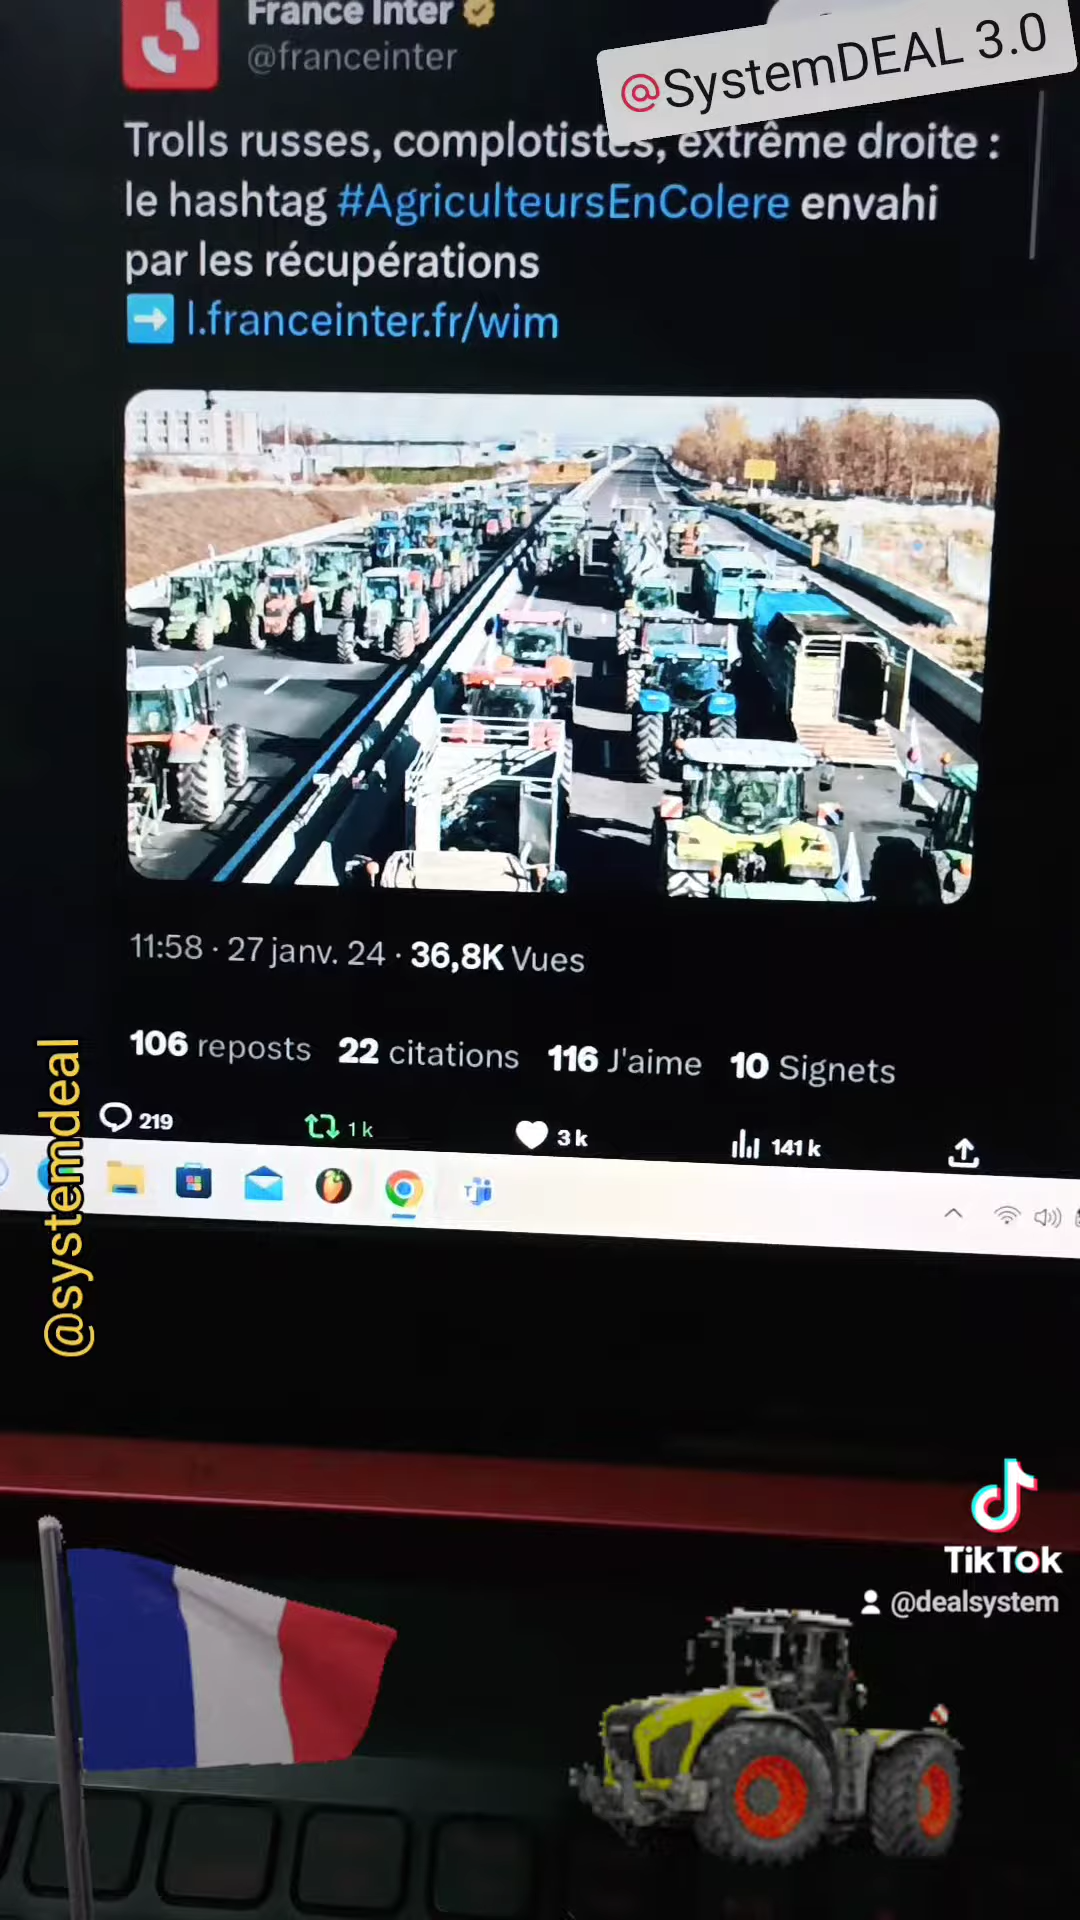 France Inter
@franceinter
@SystemDEAL 3.0
Trolls russes, complotistes, extrême droite :
le hashtag #AgriculteursEnColere envahi
par les récupérations
➡️ l.franceinter.fr/wim
11:58 · 27 janv. 24 · 36,8K Vues
106 reposts 22 citations 116 J'aime 10 Signets
219 1 k 3 k 141 k
@systemdeal
TikTok
@dealsystem